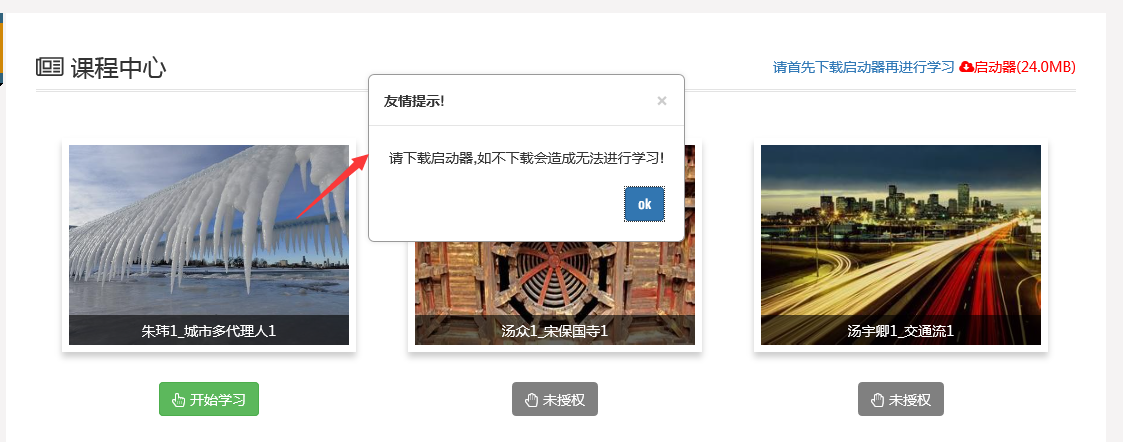 课程中心
请首先下载启动器再进行学习 启动器(24.0MB)
友情提示! ×
请下载启动器,如不下载会造成无法进行学习!
ok
朱玮1_城市多代理人1
汤众1_宋保国寺1
汤宇卿1_交通流1
开始学习
未授权
未授权